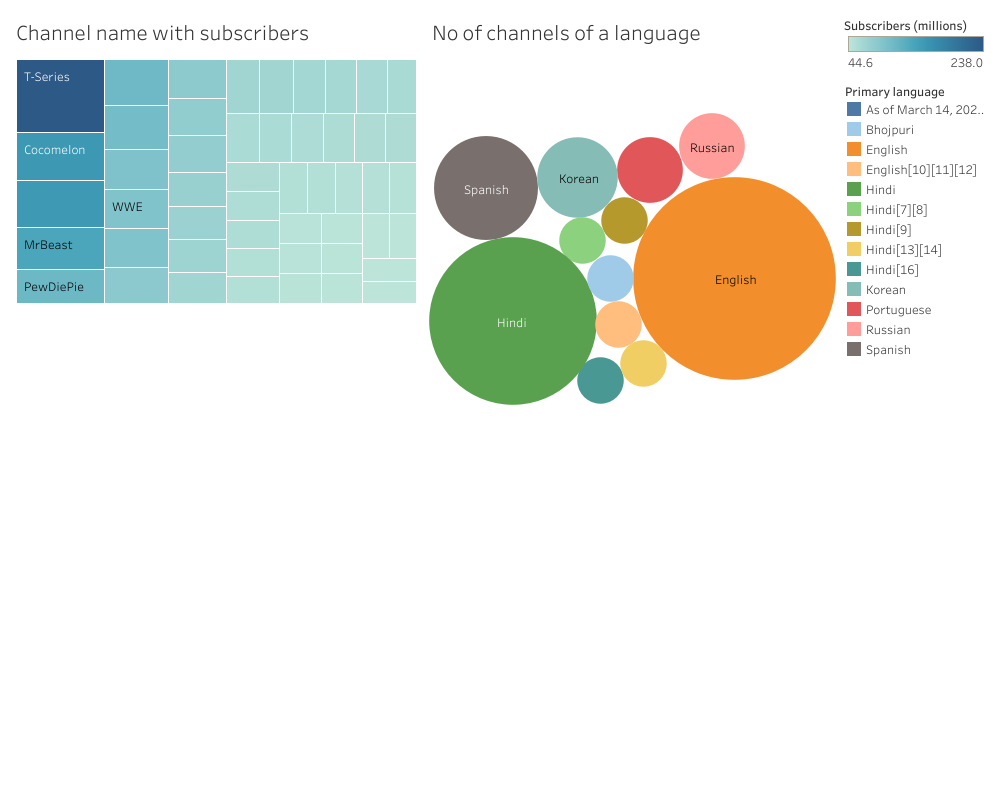 Channel name with subscribers
T-Series
Cocomelon
MrBeast
PewDiePie
WWE
No of channels of a language
Spanish
Korean
Russian
Hindi
English
Subscribers (millions)
44.6 238.0
Primary language
As of March 14, 202..
Bhojpuri
English
English[10][11][12]
Hindi
Hindi[7][8]
Hindi[9]
Hindi[13][14]
Hindi[16]
Korean
Portuguese
Russian
Spanish